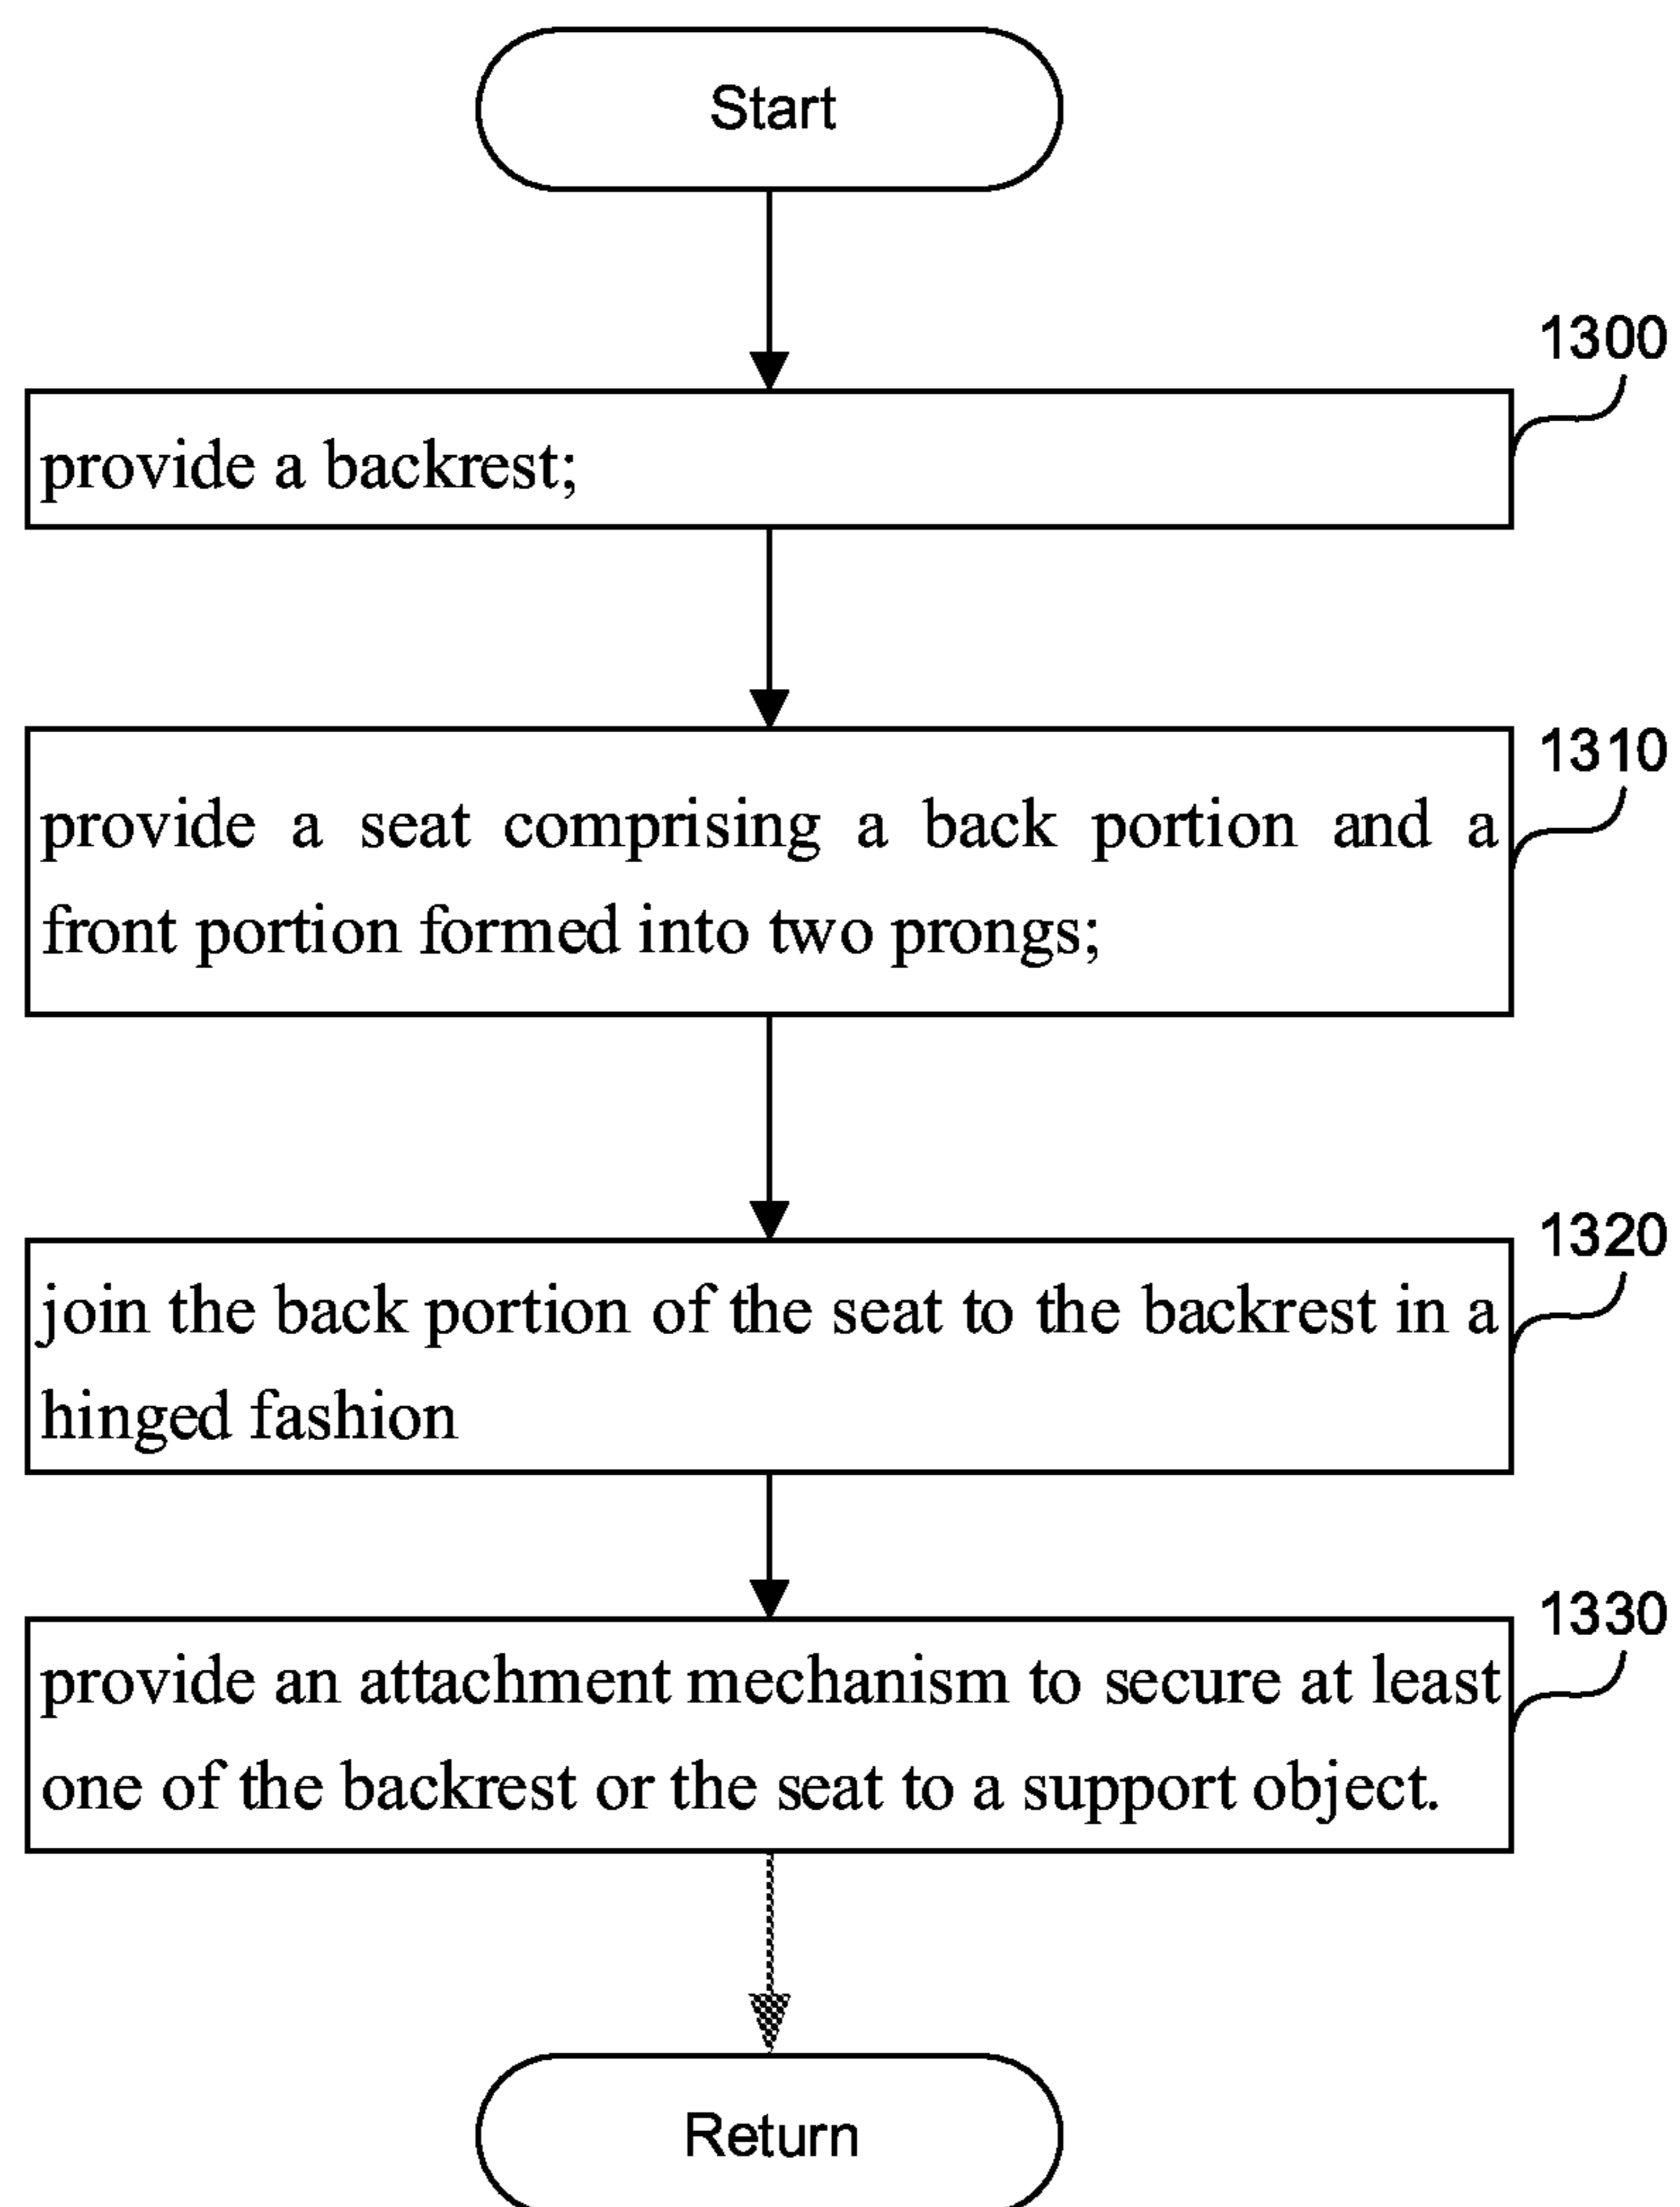 Start
1300
provide a backrest;
1310
provide a seat comprising a back portion and a
front portion formed into two prongs;
1320
join the back portion of the seat to the backrest in a
hinged fashion
1330
provide an attachment mechanism to secure at least
one of the backrest or the seat to a support object.
Return